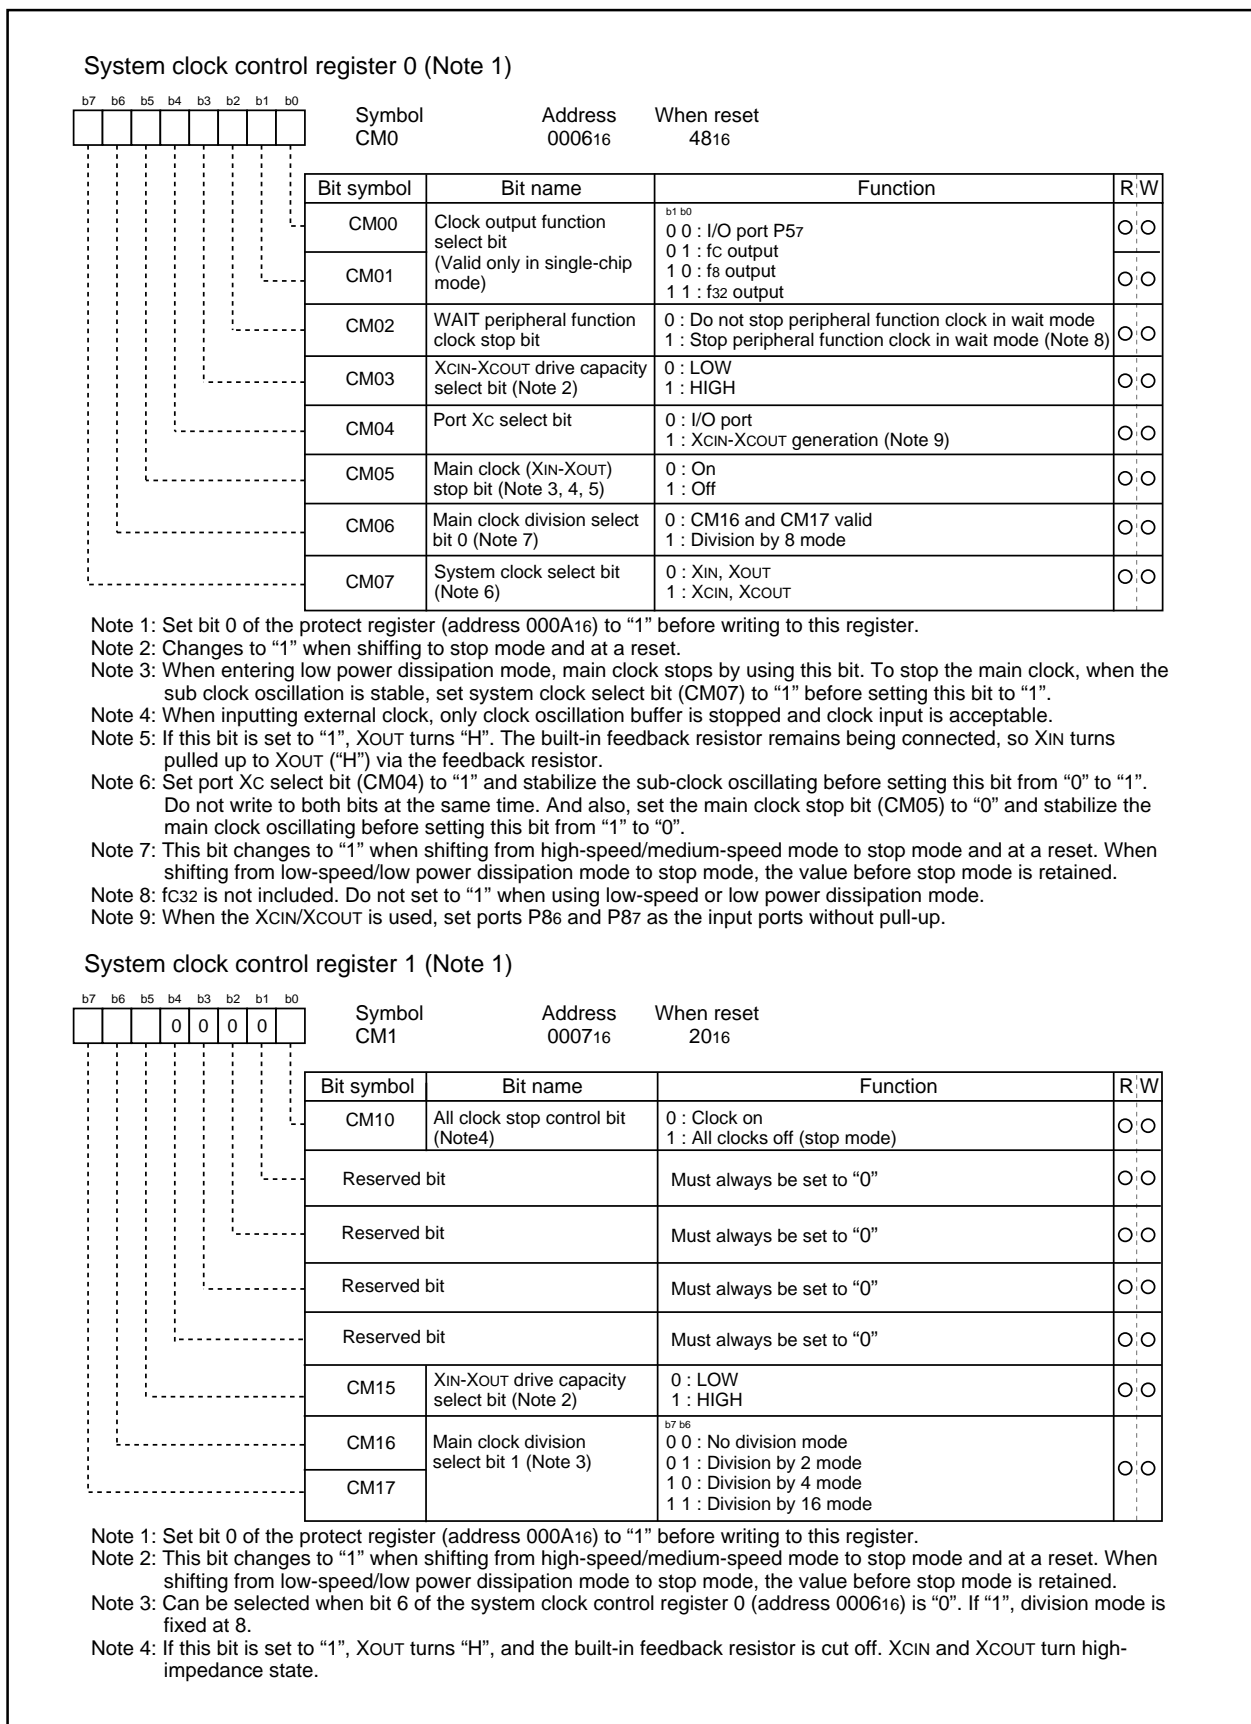 System clock control register 0 (Note 1)
b7 b6 b5 b4 b3 b2 b1 b0
Symbol Address When reset
CM0 000616 4816
Bit symbol Bit name Function R W
CM00 Clock output function select bit (Valid only in single-chip mode)
b1 b0
0 0 : I/O port P57
0 1 : fC output
CM01
1 0 : f8 output
1 1 : f32 output
CM02 WAIT peripheral function clock stop bit
0 : Do not stop peripheral function clock in wait mode
1 : Stop peripheral function clock in wait mode (Note 8)
CM03 XCIN-XCOUT drive capacity select bit (Note 2)
0 : LOW
1 : HIGH
CM04 Port XC select bit
0 : I/O port
1 : XCIN-XCOUT generation (Note 9)
CM05 Main clock (XIN-XOUT) stop bit (Note 3, 4, 5)
0 : On
1 : Off
CM06 Main clock division select bit 0 (Note 7)
0 : CM16 and CM17 valid
1 : Division by 8 mode
CM07 System clock select bit (Note 6)
0 : XIN, XOUT
1 : XCIN, XCOUT
Note 1: Set bit 0 of the protect register (address 000A16) to “1” before writing to this register.
Note 2: Changes to “1” when shiffing to stop mode and at a reset.
Note 3: When entering low power dissipation mode, main clock stops by using this bit. To stop the main clock, when the
sub clock oscillation is stable, set system clock select bit (CM07) to “1” before setting this bit to “1”.
Note 4: When inputting external clock, only clock oscillation buffer is stopped and clock input is acceptable.
Note 5: If this bit is set to “1”, XOUT turns “H”. The built-in feedback resistor remains being connected, so XIN turns
pulled up to XOUT (“H”) via the feedback resistor.
Note 6: Set port XC select bit (CM04) to “1” and stabilize the sub-clock oscillating before setting this bit from “0” to “1”.
Do not write to both bits at the same time. And also, set the main clock stop bit (CM05) to “0” and stabilize the
main clock oscillating before setting this bit from “1” to “0”.
Note 7: This bit changes to “1” when shifting from high-speed/medium-speed mode to stop mode and at a reset. When
shifting from low-speed/low power dissipation mode to stop mode, the value before stop mode is retained.
Note 8: fC32 is not included. Do not set to “1” when using low-speed or low power dissipation mode.
Note 9: When the XCIN/XCOUT is used, set ports P86 and P87 as the input ports without pull-up.
System clock control register 1 (Note 1)
b7 b6 b5 b4 b3 b2 b1 b0
0 0 0 0
Symbol Address When reset
CM1 000716 2016
Bit symbol Bit name Function R W
CM10 All clock stop control bit (Note4)
0 : Clock on
1 : All clocks off (stop mode)
Reserved bit Must always be set to “0”
Reserved bit Must always be set to “0”
Reserved bit Must always be set to “0”
Reserved bit Must always be set to “0”
CM15 XIN-XOUT drive capacity select bit (Note 2)
0 : LOW
1 : HIGH
CM16 Main clock division select bit 1 (Note 3)
b7 b6
0 0 : No division mode
0 1 : Division by 2 mode
CM17
1 0 : Division by 4 mode
1 1 : Division by 16 mode
Note 1: Set bit 0 of the protect register (address 000A16) to “1” before writing to this register.
Note 2: This bit changes to “1” when shifting from high-speed/medium-speed mode to stop mode and at a reset. When
shifting from low-speed/low power dissipation mode to stop mode, the value before stop mode is retained.
Note 3: Can be selected when bit 6 of the system clock control register 0 (address 000616) is “0”. If “1”, division mode is
fixed at 8.
Note 4: If this bit is set to “1”, XOUT turns “H”, and the built-in feedback resistor is cut off. XCIN and XCOUT turn high-
impedance state.